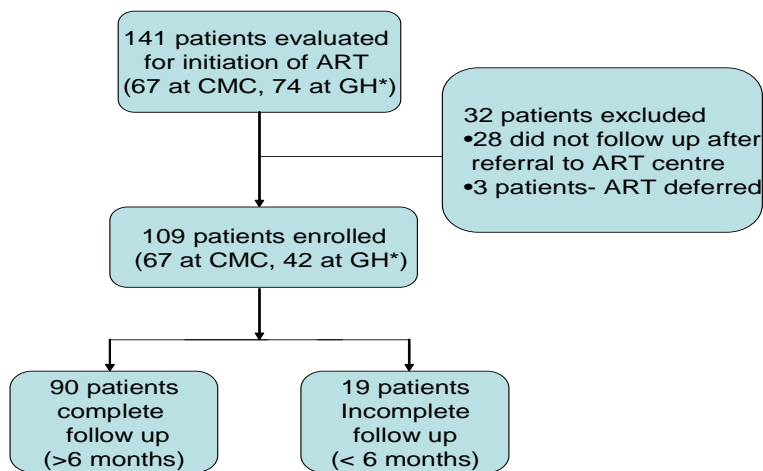 141 patients evaluated
for initiation of ART
(67 at CMC, 74 at GH*)
32 patients excluded
•28 did not follow up after
referral to ART centre
•3 patients- ART deferred
109 patients enrolled
(67 at CMC, 42 at GH*)
90 patients
complete
follow up
(>6 months)
19 patients
Incomplete
follow up
(< 6 months)